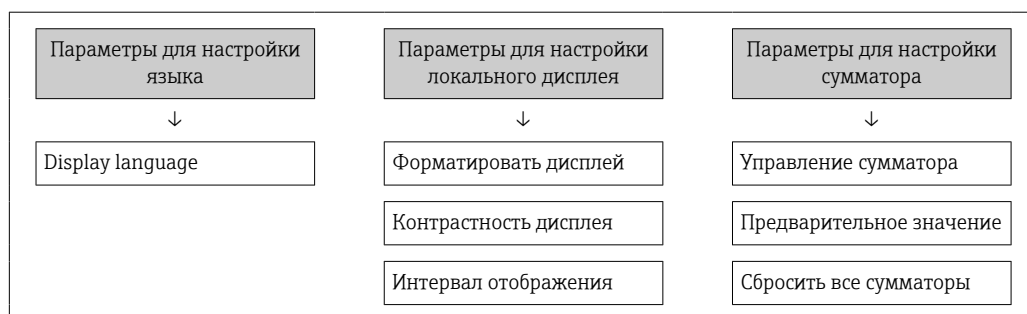 Параметры для настройки
языка
↓
Display language
Параметры для настройки
локального дисплея
↓
Форматировать дисплей
Контрастность дисплея
Интервал отображения
Параметры для настройки
сумматора
↓
Управление сумматора
Предварительное значение
Сбросить все сумматоры